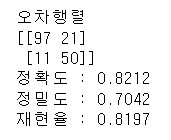 오차행렬
[[97 21]
 [11 50]]
정확도 : 0.8212
정밀도 : 0.7042
재현율 : 0.8197